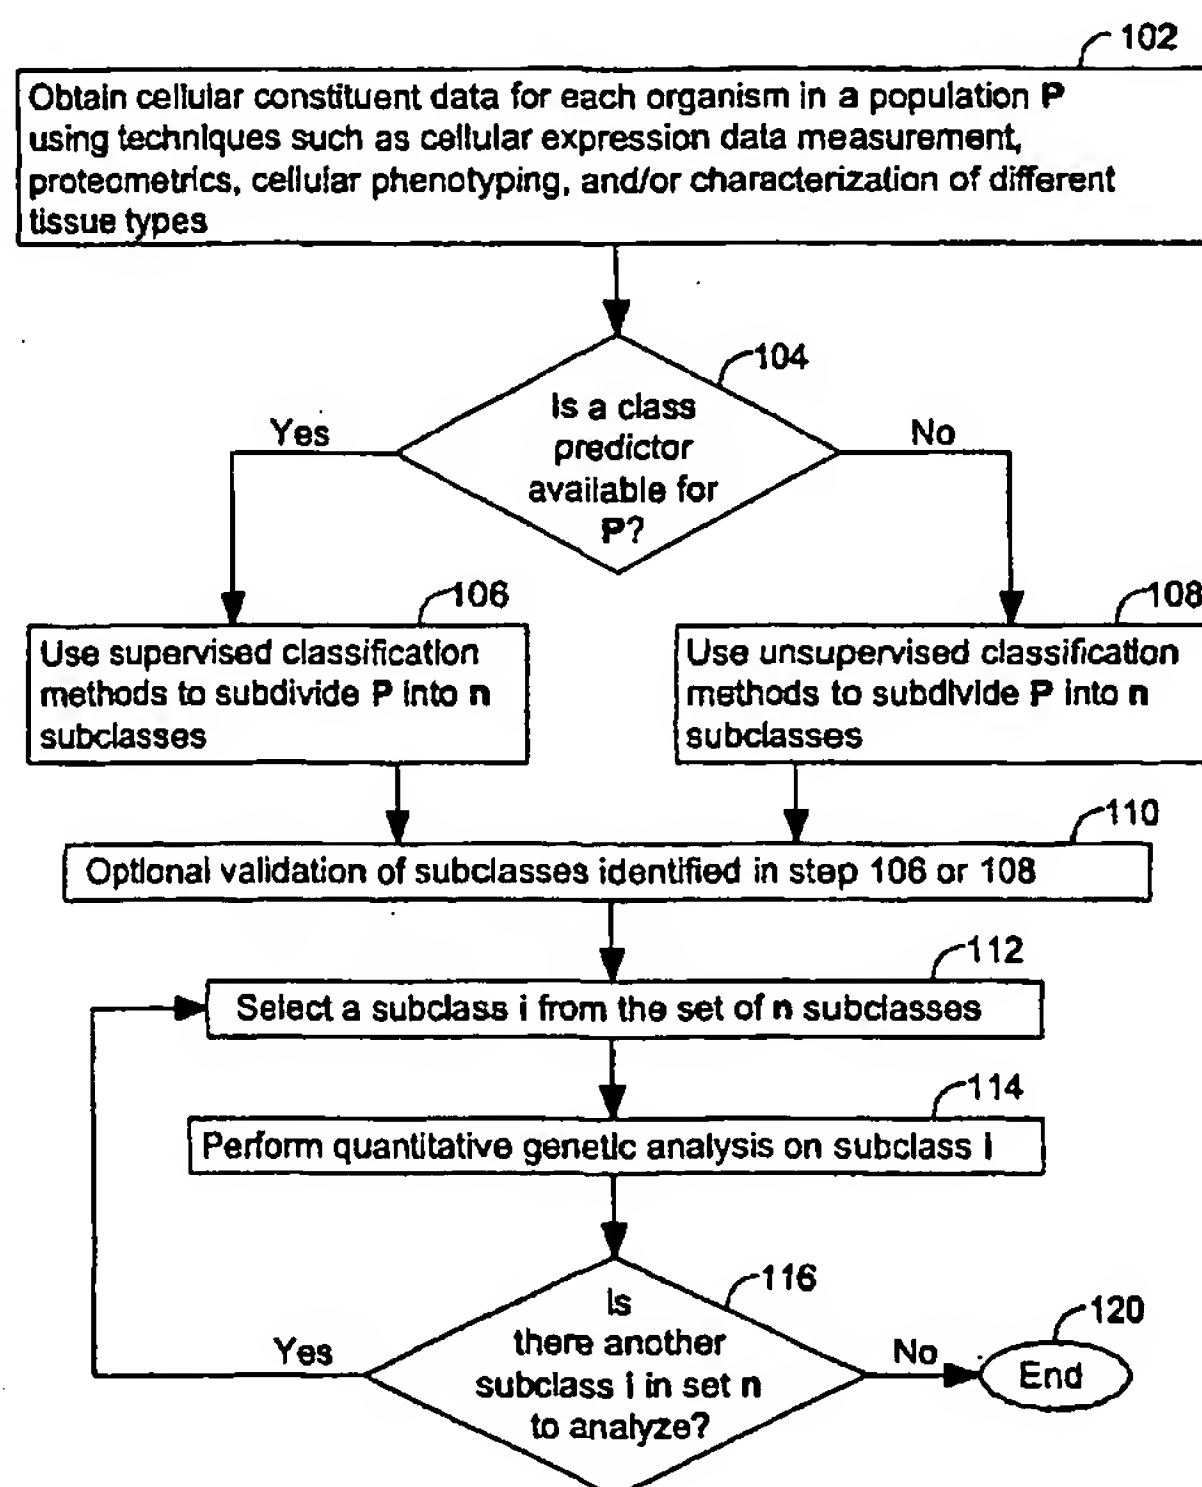 102
Obtain cellular constituent data for each organism in a population P
using techniques such as cellular expression data measurement,
proteometrics, cellular phenotyping, and/or characterization of different
tissue types
104
Is a class
predictor
available for
P?
Yes
No
106
Use supervised classification
methods to subdivide P into n
subclasses
108
Use unsupervised classification
methods to subdivide P into n
subclasses
110
Optional validation of subclasses identified in step 106 or 108
112
Select a subclass i from the set of n subclasses
114
Perform quantitative genetic analysis on subclass i
116
Is
there another
subclass i in set n
to analyze?
Yes
No
120
End